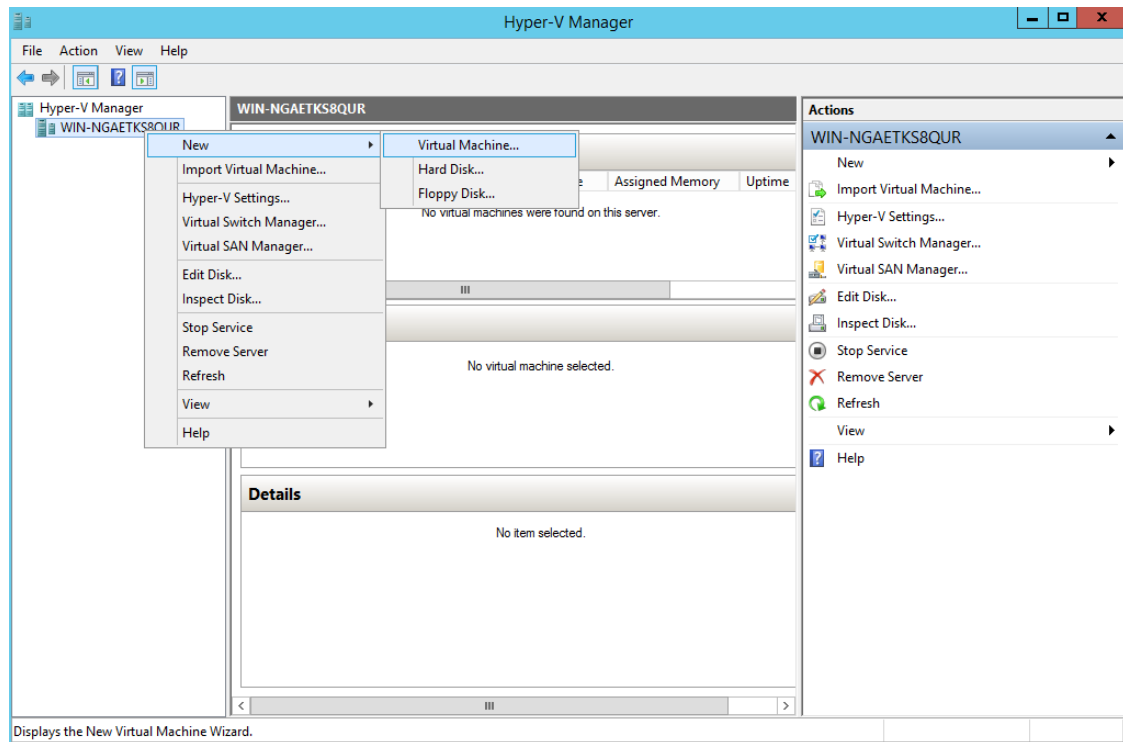 Hyper-V Manager
File Action View Help
Hyper-V Manager
WIN-NGAETKS8QUR
New
Import Virtual Machine...
Hyper-V Settings...
Virtual Switch Manager...
Virtual SAN Manager...
Edit Disk...
Inspect Disk...
Stop Service
Remove Server
Refresh
View
Help
Virtual Machine...
Hard Disk...
Floppy Disk...
WIN-NGAETKS8QUR
Assigned Memory Uptime
No virtual machines were found on this server.
No virtual machine selected.
Details
No item selected.
Actions
WIN-NGAETKS8QUR
New
Import Virtual Machine...
Hyper-V Settings...
Virtual Switch Manager...
Virtual SAN Manager...
Edit Disk...
Inspect Disk...
Stop Service
Remove Server
Refresh
View
Help
Displays the New Virtual Machine Wizard.